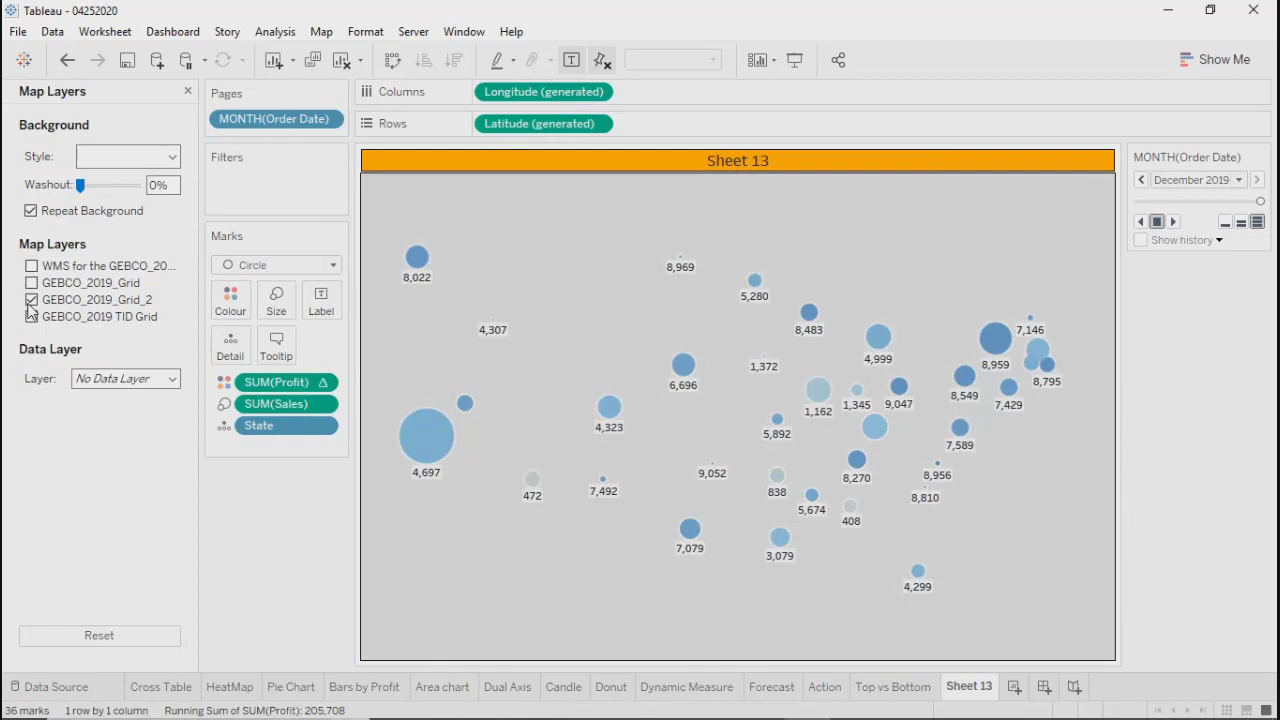 Tableau - 04252020
File Data Worksheet Dashboard Story Analysis Map Format Server Window Help
Show Me
Map Layers
Background
Style:
Washout: 0%
Repeat Background
Map Layers
WMS for the GEBCO_20...
GEBCO_2019_Grid
GEBCO_2019_Grid_2
GEBCO_2019 TID Grid
Data Layer
Layer: No Data Layer
Reset
Pages
MONTH(Order Date)
Filters
Marks
Circle
Colour Size Label
Detail Tooltip
SUM(Profit) Δ
SUM(Sales)
State
Columns Longitude (generated)
Rows Latitude (generated)
Sheet 13
8,022
8,969
5,280
4,307
8,483
7,146
4,999
8,959
1,372
6,696
8,795
8,549
7,429
1,162
1,345
9,047
4,323
5,892
7,589
4,697
9,052
8,956
8,270
472
7,492
838
8,810
5,674
408
7,079
3,079
4,299
MONTH(Order Date)
December 2019
Show history
Data Source Cross Table HeatMap Pie Chart Bars by Profit Area chart Dual Axis Candle Donut Dynamic Measure Forecast Action Top vs Bottom Sheet 13
36 marks 1 row by 1 column Running Sum of SUM(Profit): 205,708